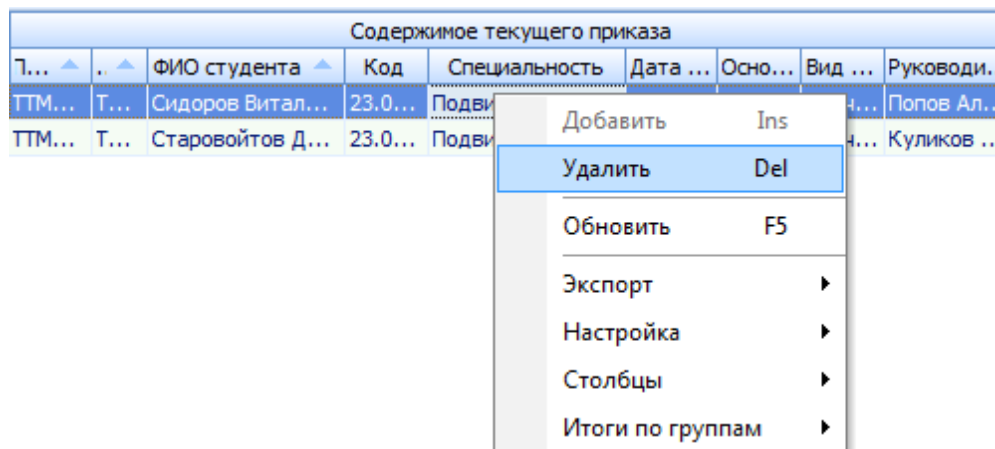 Содержимое текущего приказа
... .. ФИО студента Код Специальность Дата ... Осно... Вид ... Руководи...
ТТМ... Т... Сидоров Витал... 23.0... Подви ... Попов Ал...
ТТМ... Т... Старовойтов Д... 23.0... Подви ... Куликов ...
Добавить Ins
Удалить Del
Обновить F5
Экспорт
Настройка
Столбцы
Итоги по группам